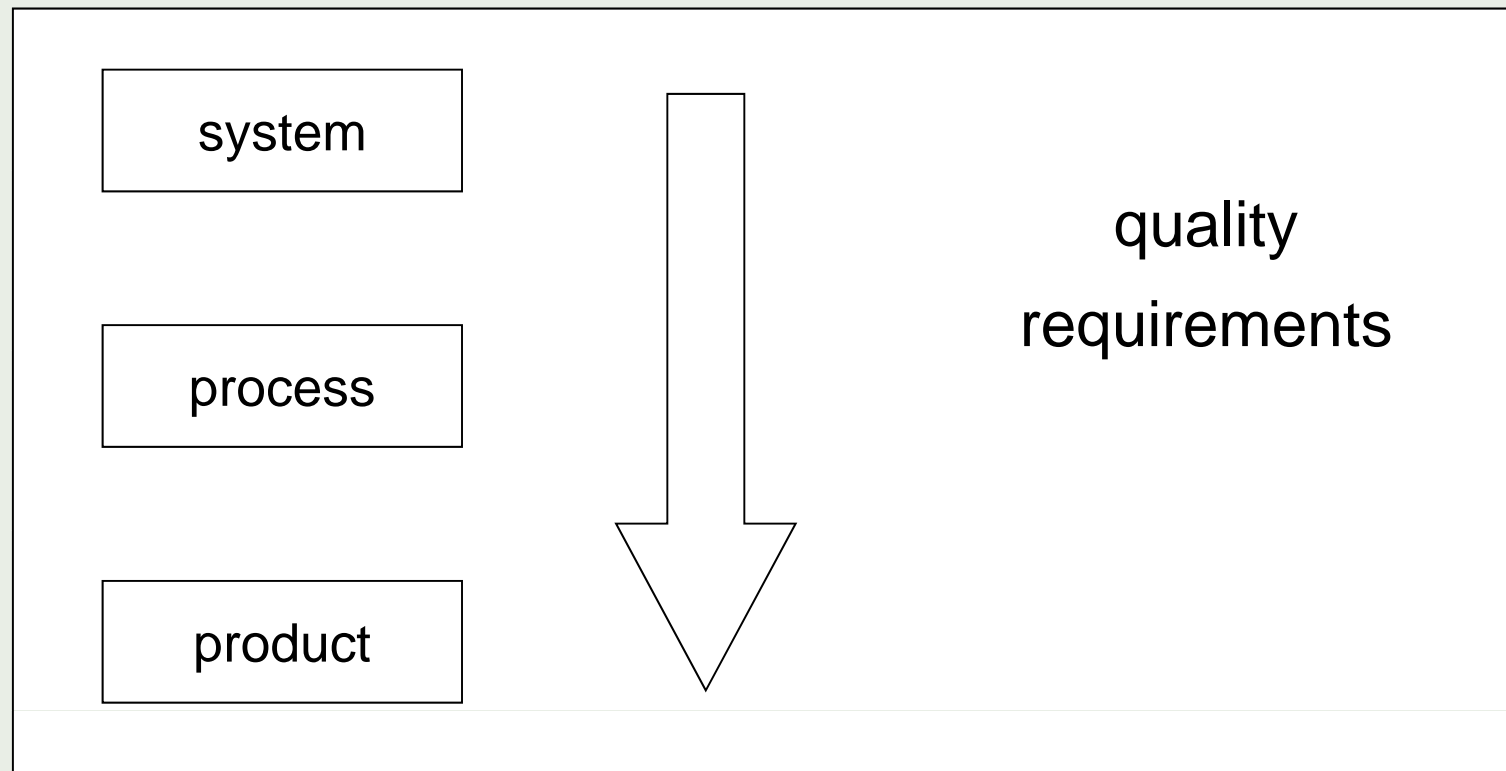 system
quality
requirements
process
product